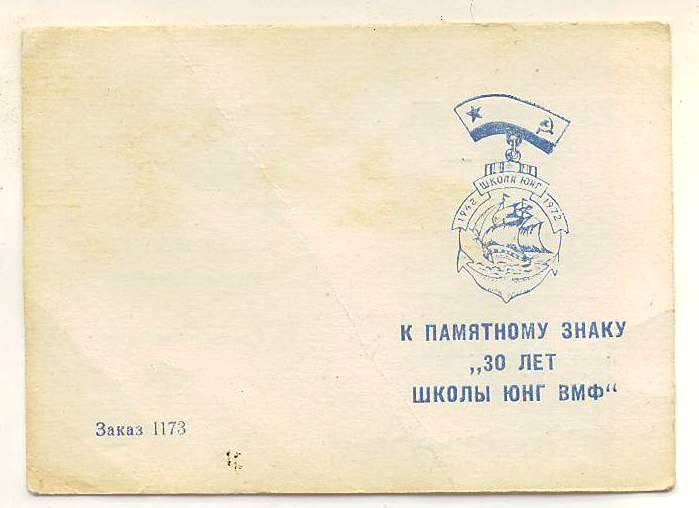 ШКОЛА ЮНГ
1942 1972
К ПАМЯТНОМУ ЗНАКУ
„30 ЛЕТ
ШКОЛЫ ЮНГ ВМФ“
Заказ 1173